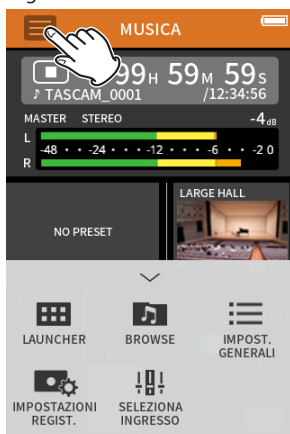 MUSICA
99H 59M 59S
♪ TASCAM_0001 /12:34:56
MASTER STEREO -4dB
L
-48 · · -24 · · · -12 · · · -6 · · -2 0
R
NO PRESET
LARGE HALL
LAUNCHER
BROWSE
IMPOST.
GENERALI
IMPOSTAZIONI
REGIST.
SELEZIONA
INGRESSO